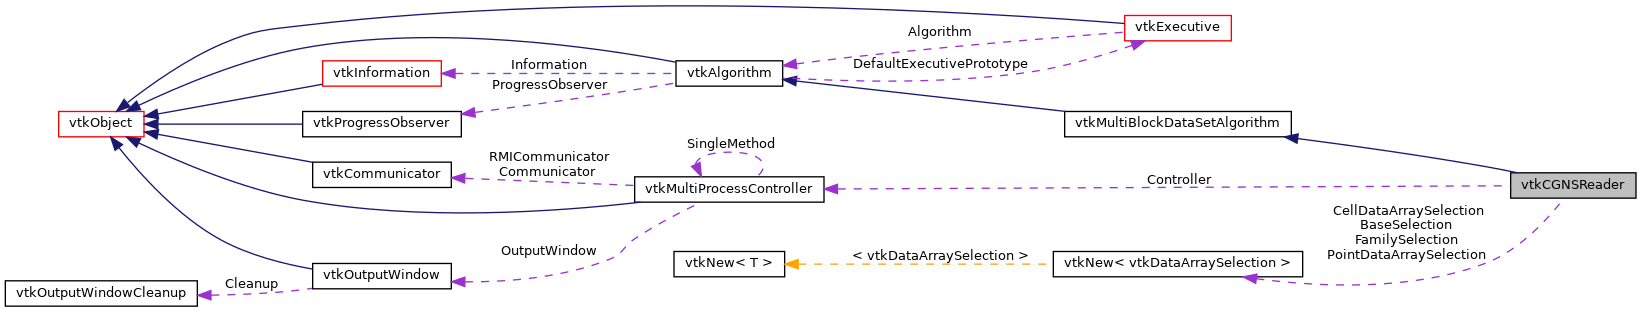 vtkExecutive
Algorithm
DefaultExecutivePrototype
Information
vtkInformation
vtkAlgorithm
ProgressObserver
vtkObject
vtkProgressObserver
vtkMultiBlockDataSetAlgorithm
SingleMethod
RMICommunicator
Communicator
vtkCommunicator
vtkMultiProcessController
Controller
vtkCGNSReader
CellDataArraySelection
BaseSelection
FamilySelection
PointDataArraySelection
OutputWindow
vtkNew< T >
< vtkDataArraySelection >
vtkNew< vtkDataArraySelection >
vtkOutputWindow
Cleanup
vtkOutputWindowCleanup